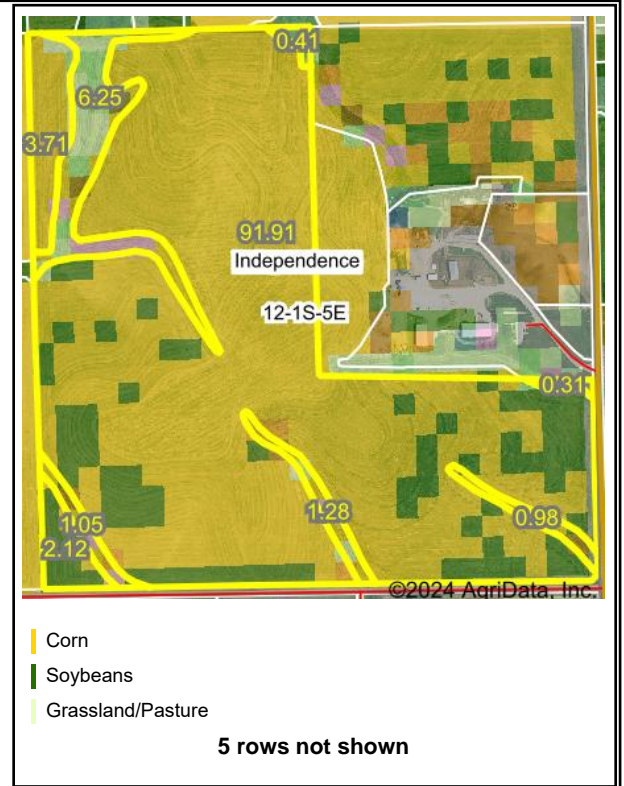 0.41
6.25
3.71
91.91
Independence
12-1S-5E
0.31
1.05
1.28
0.98
2.12
©2024 AgriData, Inc.
Corn
Soybeans
Grassland/Pasture
5 rows not shown